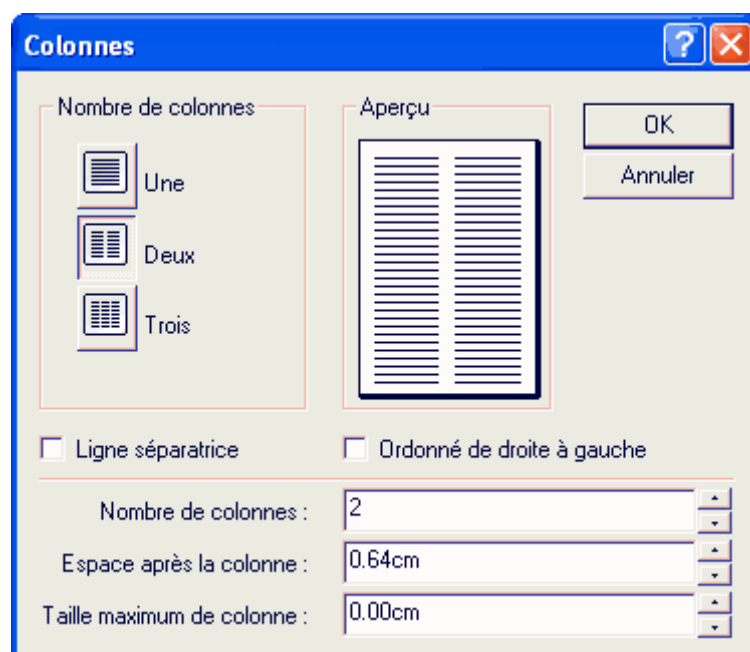 Colonnes
Nombre de colonnes
Aperçu
OK
Annuler
Une
Deux
Trois
Ligne séparatrice
Ordonné de droite à gauche
Nombre de colonnes : 2
Espace après la colonne : 0.64cm
Taille maximum de colonne : 0.00cm